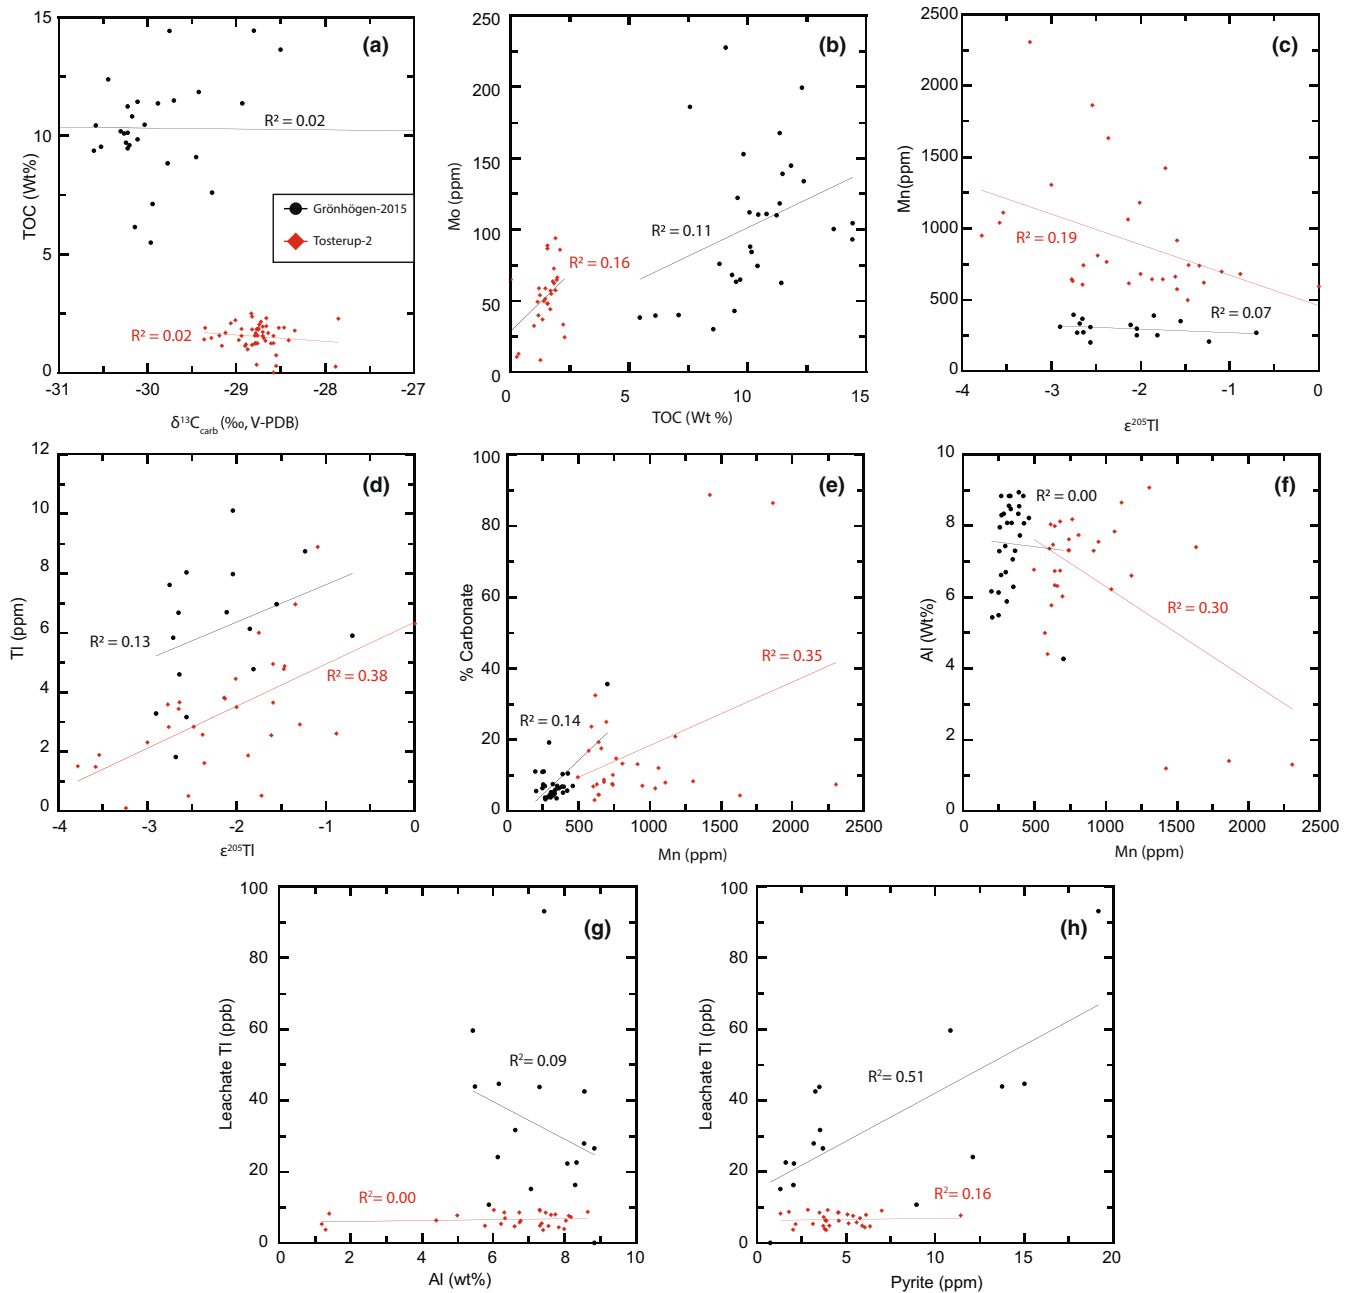 (a)
15
10
5
0
TOC (Wt%)
-31
-30
-29
-28
-27
δ¹³C_carb (‰, V-PDB)
R² = 0.02
Grönhögen-2015
Tosterup-2
R² = 0.02
(b)
250
200
150
100
50
0
Mo (ppm)
0
5
10
15
TOC (Wt %)
R² = 0.11
R² = 0.16
(c)
2500
2000
1500
1000
500
0
Mn(ppm)
-4
-3
-2
-1
0
ε²⁰⁵Tl
R² = 0.19
R² = 0.07
(d)
12
10
8
6
4
2
0
Tl (ppm)
-4
-3
-2
-1
0
ε²⁰⁵Tl
R² = 0.13
R² = 0.38
(e)
100
80
60
40
20
0
% Carbonate
0
500
1000
1500
2000
2500
Mn (ppm)
R² = 0.35
R² = 0.14
(f)
10
8
6
4
2
0
Al (Wt%)
0
500
1000
1500
2000
2500
Mn (ppm)
R² = 0.00
R² = 0.30
(g)
100
80
60
40
20
0
Leachate Tl (ppb)
0
2
4
6
8
10
Al (wt%)
R²= 0.09
R²= 0.00
(h)
100
80
60
40
20
0
Leachate Tl (ppb)
0
5
10
15
20
Pyrite (ppm)
R²= 0.51
R²= 0.16